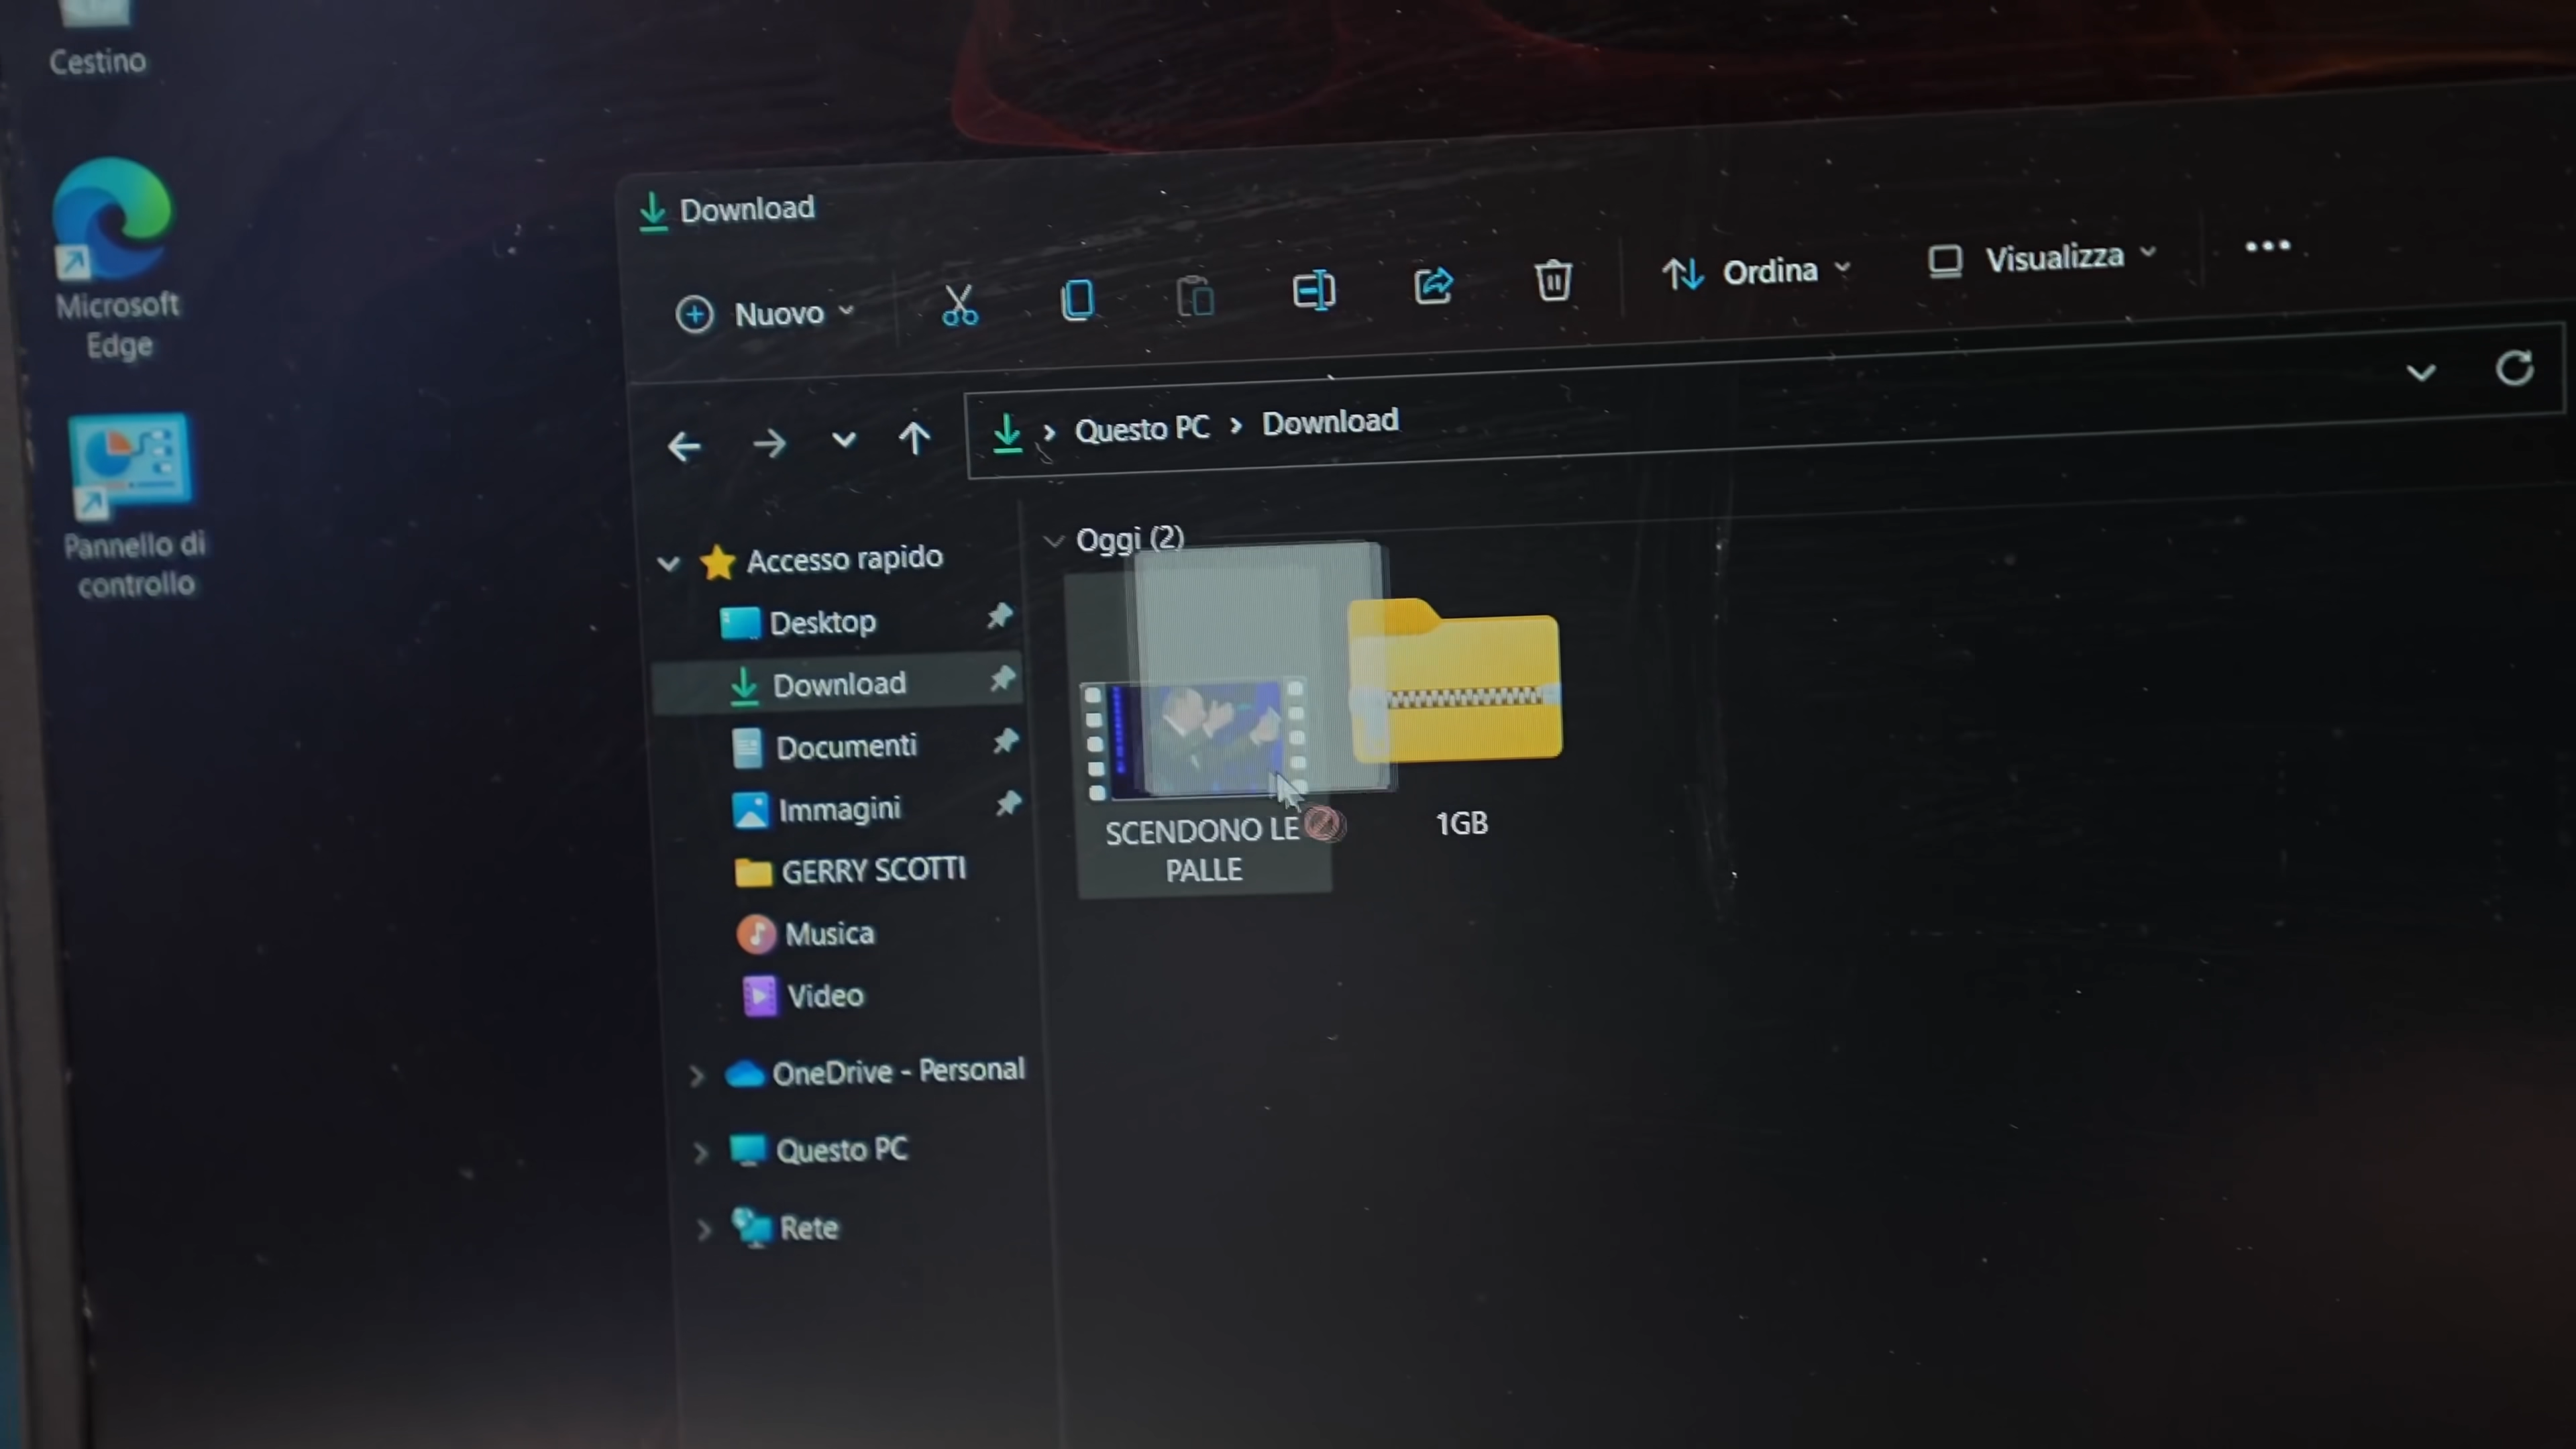 Cestino
Microsoft
Edge
Pannello di
controllo
Download
Nuovo
Ordina
Visualizza
Questo PC
Download
Accesso rapido
Desktop
Download
Documenti
Immagini
GERRY SCOTTI
Musica
Video
OneDrive - Personal
Questo PC
Rete
Oggi (2)
SCENDONO LE
PALLE
1GB